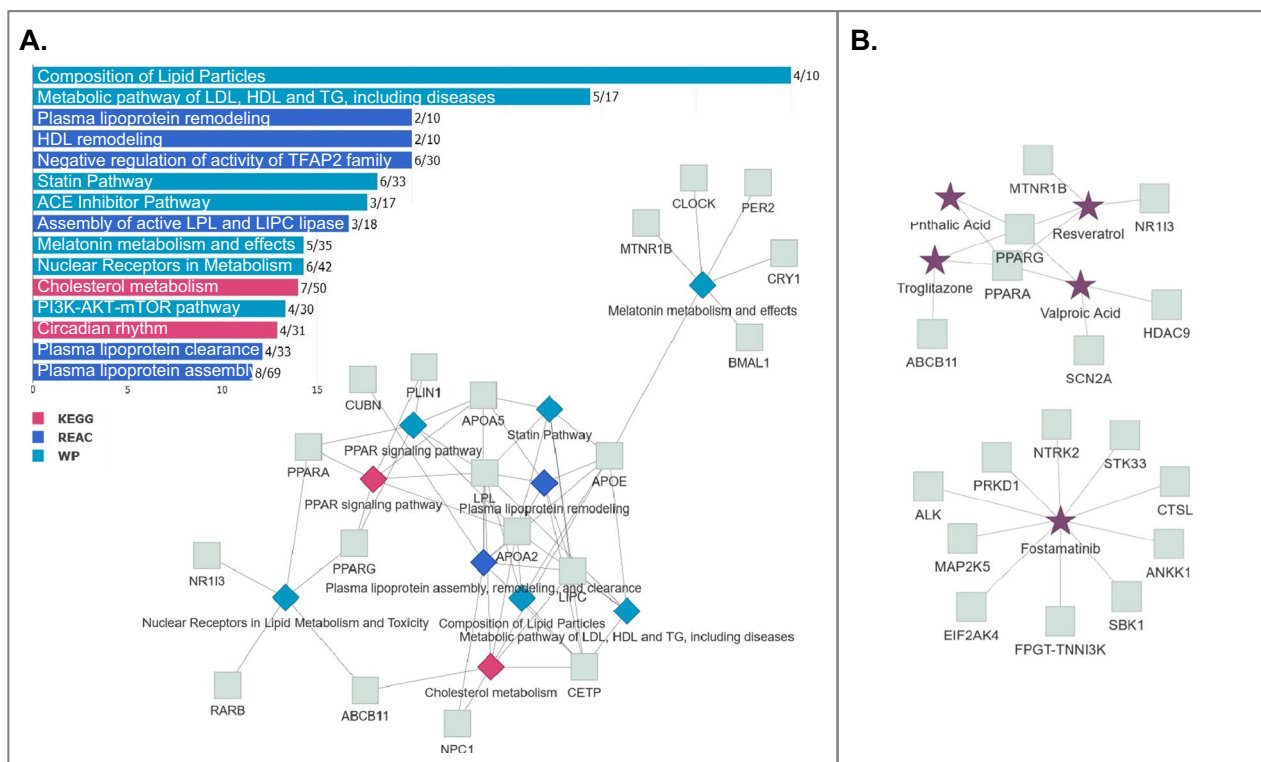 A.
Composition of Lipid Particles 4/10
Metabolic pathway of LDL, HDL and TG, including diseases 5/17
Plasma lipoprotein remodeling 2/10
HDL remodeling 2/10
Negative regulation of activity of TFAP2 family 6/30
Statin Pathway 6/33
ACE Inhibitor Pathway 3/17
Assembly of active LPL and LIPC lipase 3/18
Melatonin metabolism and effects 5/35
Nuclear Receptors in Metabolism 6/42
Cholesterol metabolism 7/50
PI3K-AKT-mTOR pathway 4/30
Circadian rhythm 4/31
Plasma lipoprotein clearance 4/33
Plasma lipoprotein assembly 8/69
0 5 10 15
KEGG
REAC
WP
CLOCK
PER2
MTNR1B
CRY1
Melatonin metabolism and effects
BMAL1
CUBN
PLIN1
APOA5
Statin Pathway
PPAR signaling pathway
PPARA
LPL
APOE
PPAR signaling pathway
Plasma lipoprotein remodeling
APOA2
NR1I3
PPARG
Plasma lipoprotein assembly, remodeling, and clearance
LIPC
Nuclear Receptors in Lipid Metabolism and Toxicity
Composition of Lipid Particles
Metabolic pathway of LDL, HDL and TG, including diseases
Cholesterol metabolism
CETP
RARB
ABCB11
NPC1
B.
MTNR1B
Phthalic Acid
Resveratrol
NR1I3
PPARG
Troglitazone
PPARA
Valproic Acid
HDAC9
ABCB11
SCN2A
NTRK2
STK33
PRKD1
CTSL
ALK
Fostamatinib
MAP2K5
ANKK1
EIF2AK4
SBK1
FPGT-TNNI3K